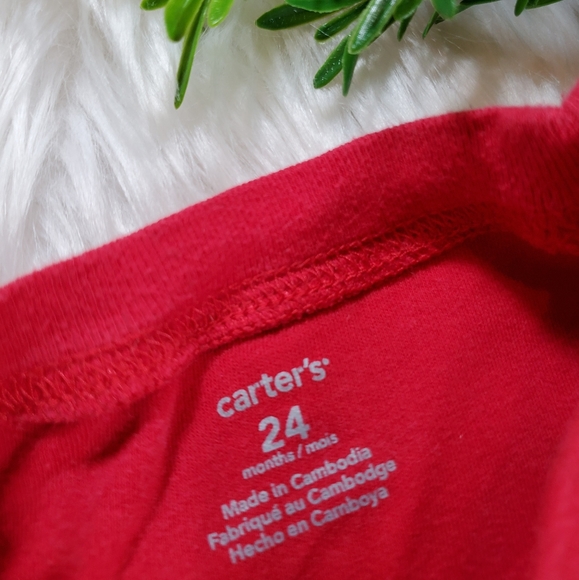 carter's
24
months / mois
Made in Cambodia
Fabriqué au Cambodge
Hecho en Camboya